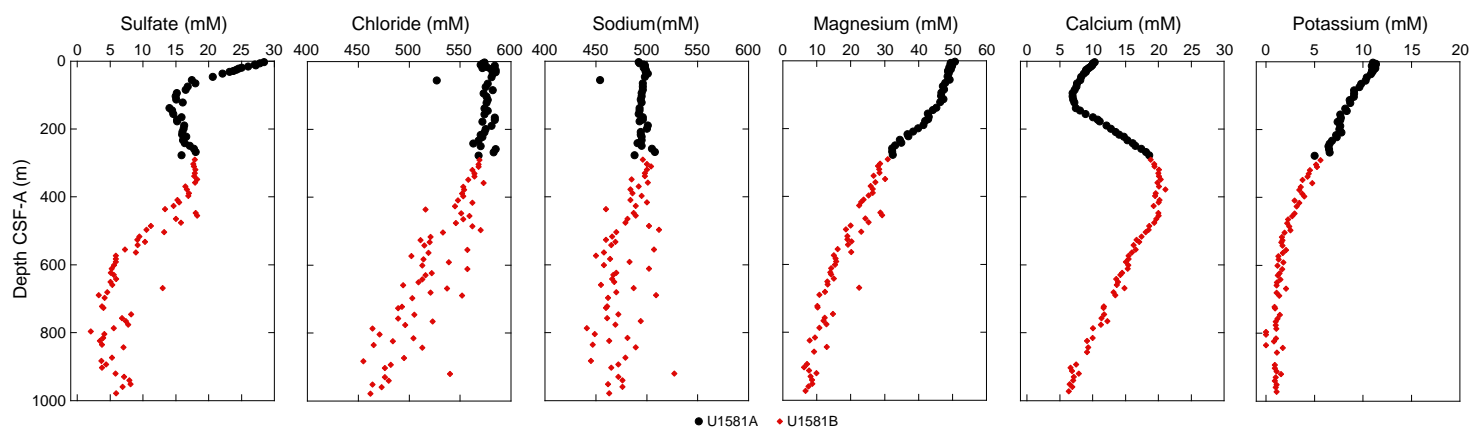 Sulfate (mM) Chloride (mM) Sodium(mM) Magnesium (mM) Calcium (mM) Potassium (mM)
0 5 10 15 20 25 30 400 450 500 550 600 400 450 500 550 600 0 10 20 30 40 50 60 0 5 10 15 20 25 30 0 5 10 15 20
0
200
400
600
800
1000
Depth CSF-A (m)
U1581A U1581B